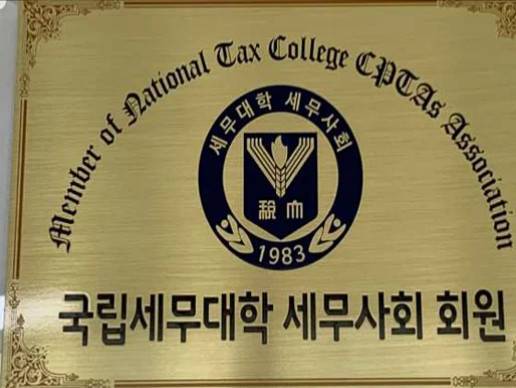 Member of National Tax College CPTAs Association
세무대학 세무사회
稅大
1983
국립세무대학 세무사회 회원